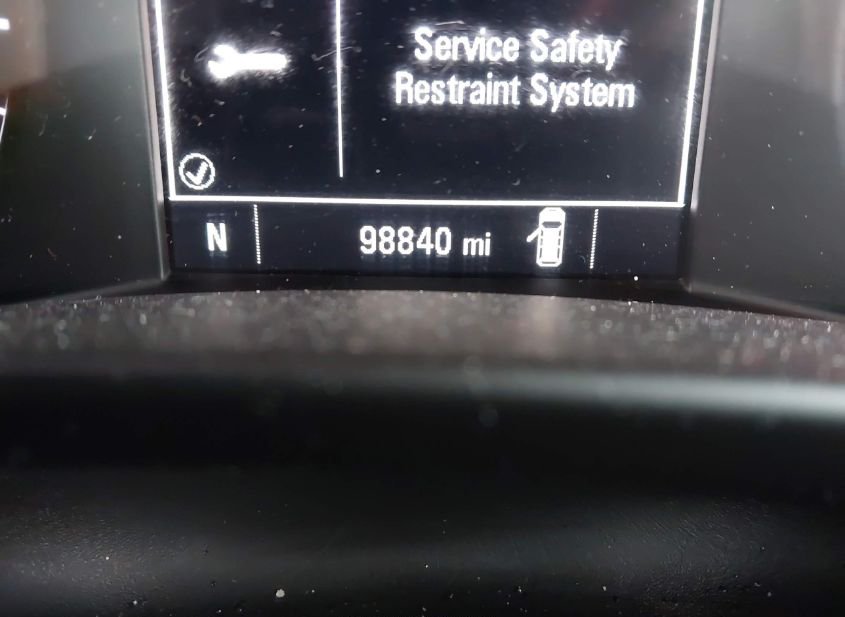 Service Safety
Restraint System
N
98840 mi